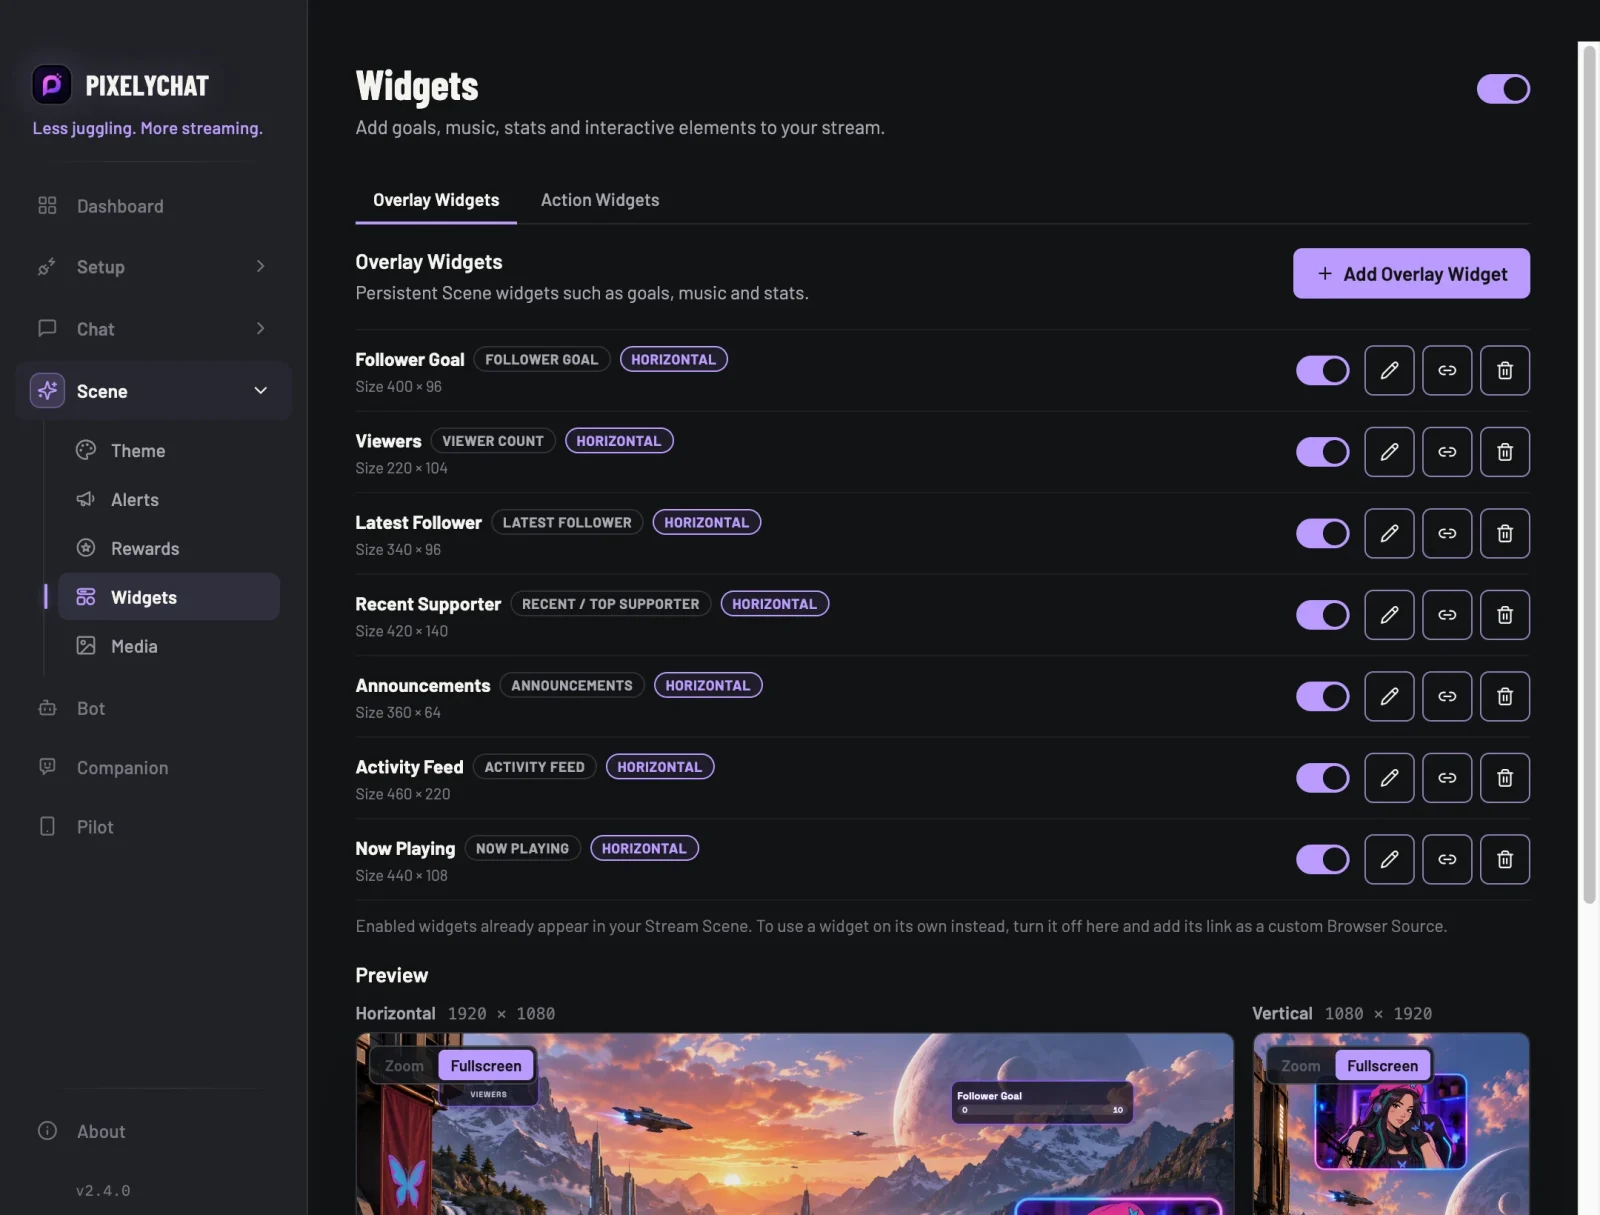 PIXELYCHAT
Less juggling. More streaming.
Dashboard
Setup
Chat
Scene
Theme
Alerts
Rewards
Widgets
Media
Bot
Companion
Pilot
About
v2.4.0
Widgets
Add goals, music, stats and interactive elements to your stream.
Overlay Widgets Action Widgets
Overlay Widgets
Persistent Scene widgets such as goals, music and stats.
+ Add Overlay Widget
Follower Goal FOLLOWER GOAL HORIZONTAL
Size 400 × 96
Viewers VIEWER COUNT HORIZONTAL
Size 220 × 104
Latest Follower LATEST FOLLOWER HORIZONTAL
Size 340 × 96
Recent Supporter RECENT / TOP SUPPORTER HORIZONTAL
Size 420 × 140
Announcements ANNOUNCEMENTS HORIZONTAL
Size 360 × 64
Activity Feed ACTIVITY FEED HORIZONTAL
Size 460 × 220
Now Playing NOW PLAYING HORIZONTAL
Size 440 × 108
Enabled widgets already appear in your Stream Scene. To use a widget on its own instead, turn it off here and add its link as a custom Browser Source.
Preview
Horizontal 1920 × 1080
Zoom Fullscreen
VIEWERS
Follower Goal
0 10
Vertical 1080 × 1920
Zoom Fullscreen